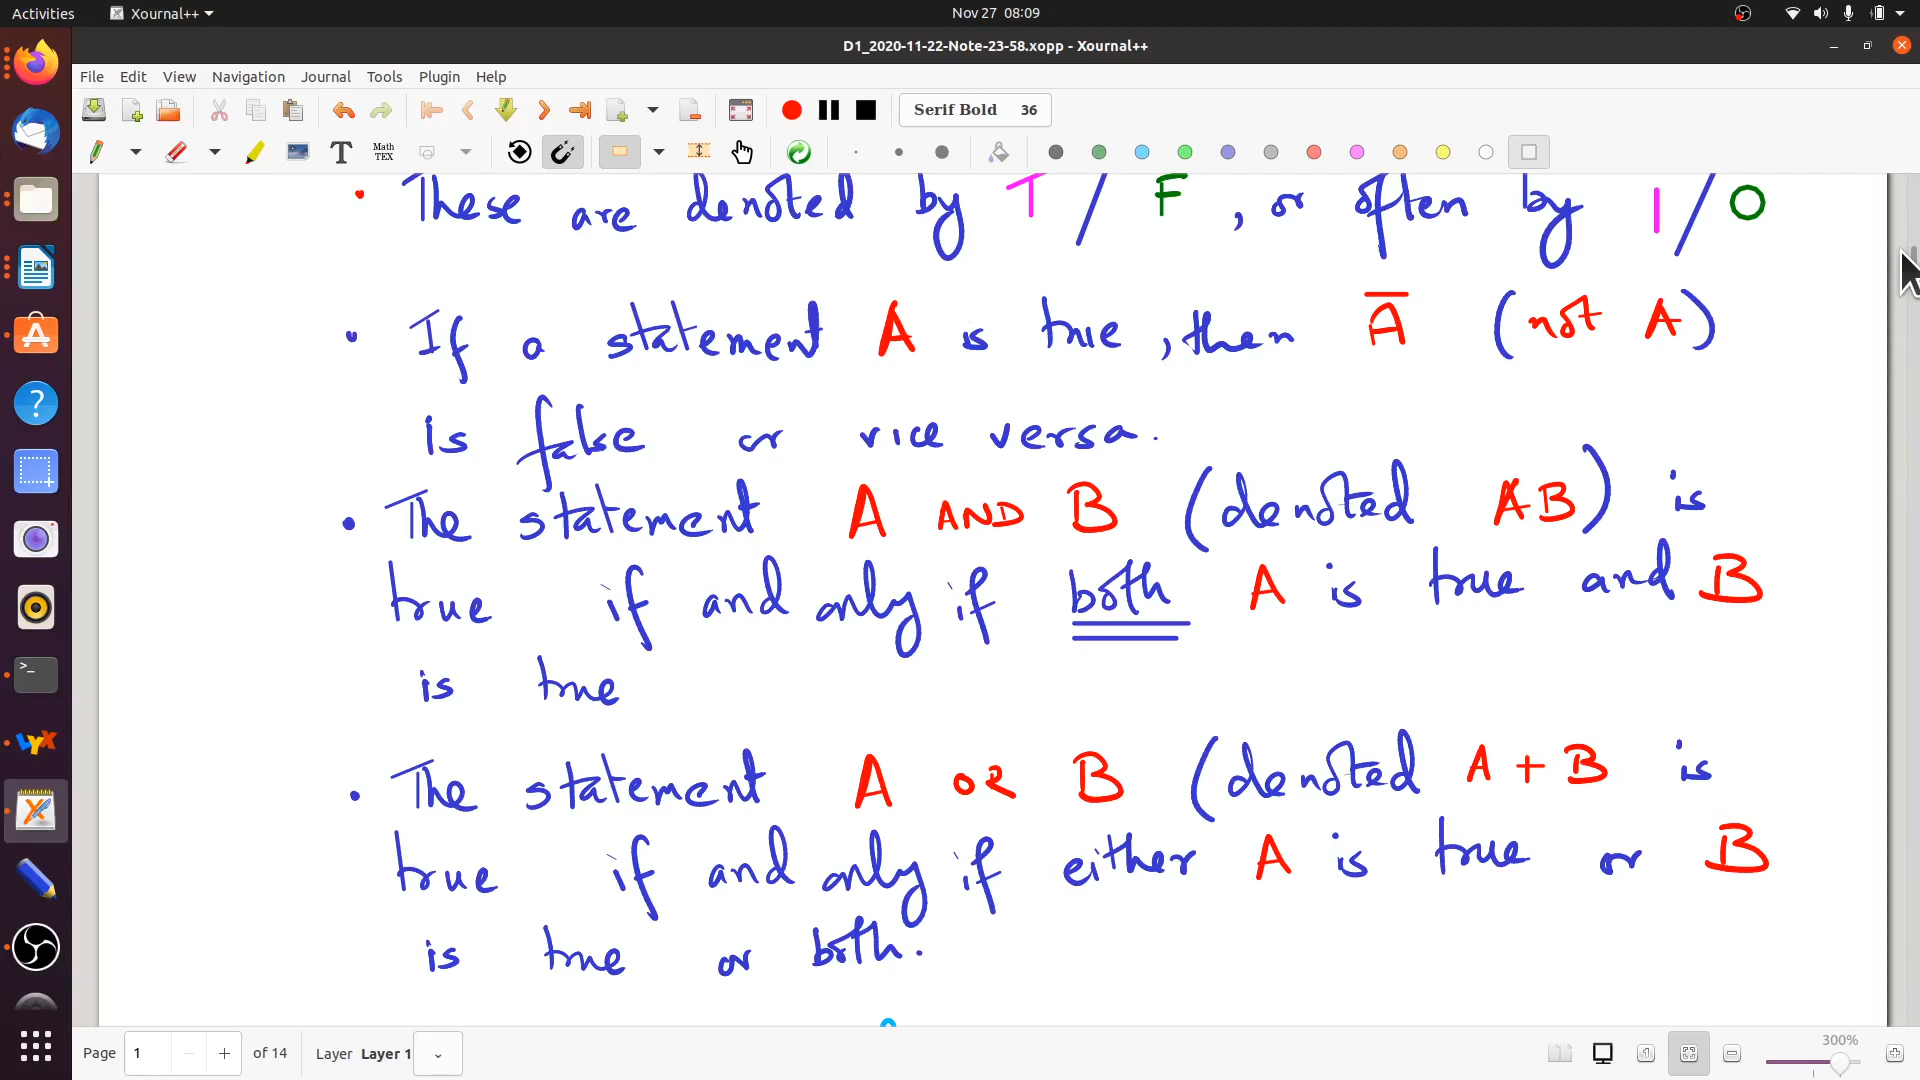 Activities Xournal++ Nov 27 08:09
D1_2020-11-22-Note-23-58.xopp - Xournal++
File Edit View Navigation Journal Tools Plugin Help
Serif Bold 36
T Math TEX
• These are denoted by T / F , or often by 1 / 0
• If a statement A is true , then A̅ (not A)
is false or vice versa.
• The statement A AND B (denoted AB) is
true if and only if both A is true and B
is true
• The statement A OR B (denoted A + B is
true if and only if either A is true or B
is true or both.
Page 1 of 14 Layer Layer 1 300%